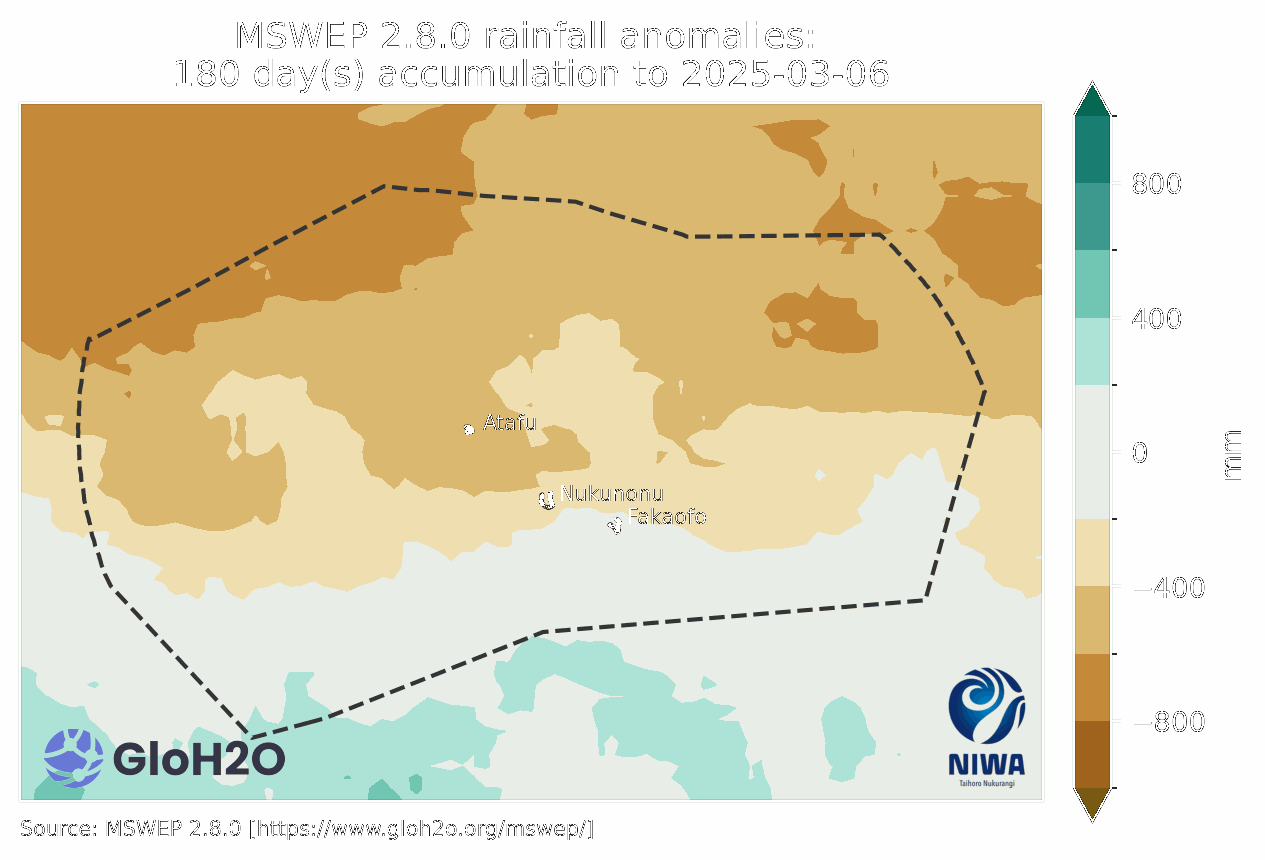 MSWEP 2.8.0 rainfall anomalies:
180 day(s) accumulation to 2025-03-06
800
400
0
−400
−800
mm
Atafu
Nukunonu
Fakaofo
GloH2O
NIWA
Taihoro Nukurangi
Source: MSWEP 2.8.0 [https://www.gloh2o.org/mswep/]